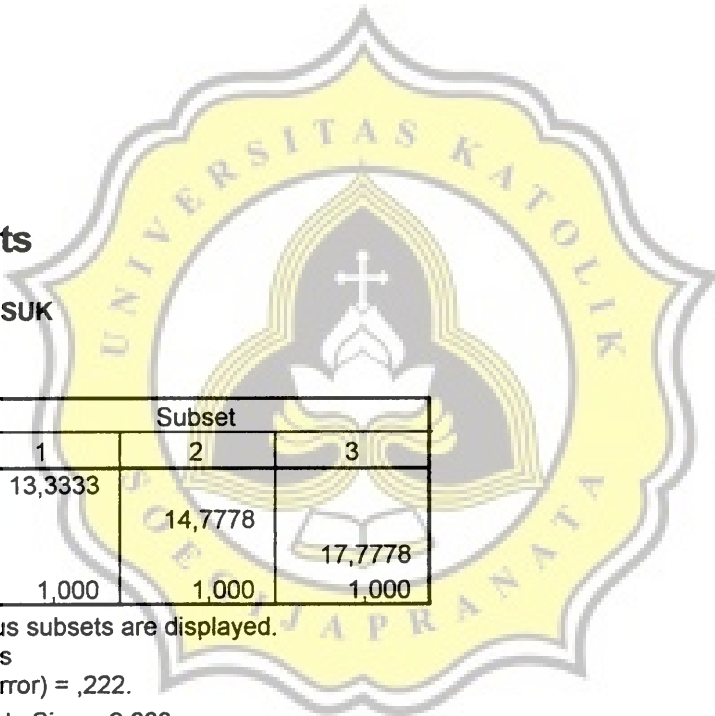 ts
SUK
Subset
1 2 3
13,3333
14,7778
17,7778
1,000 1,000 1,000
us subsets are displayed.
s
rror) = ,222.
UNIVERSITAS KATOLIK
SOEGIJAPRANATA